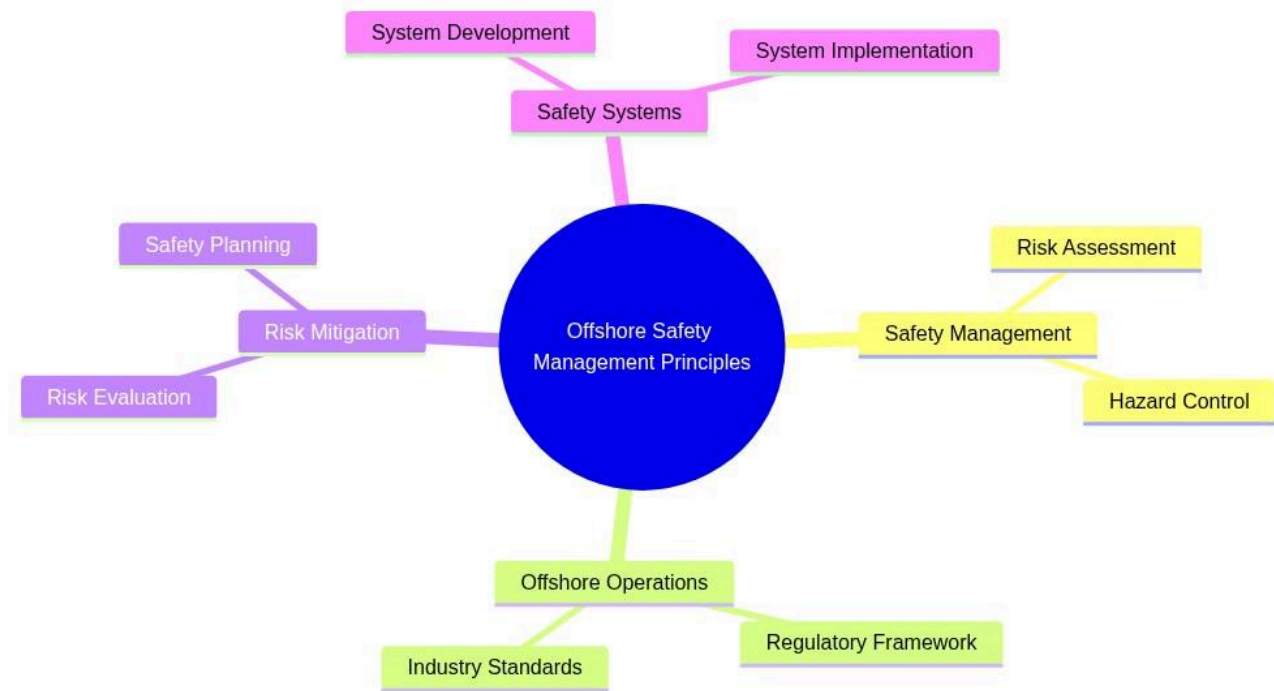 System Development
System Implementation
Safety Systems
Safety Planning
Risk Assessment
Risk Mitigation
Offshore Safety
Management Principles
Safety Management
Risk Evaluation
Hazard Control
Offshore Operations
Regulatory Framework
Industry Standards